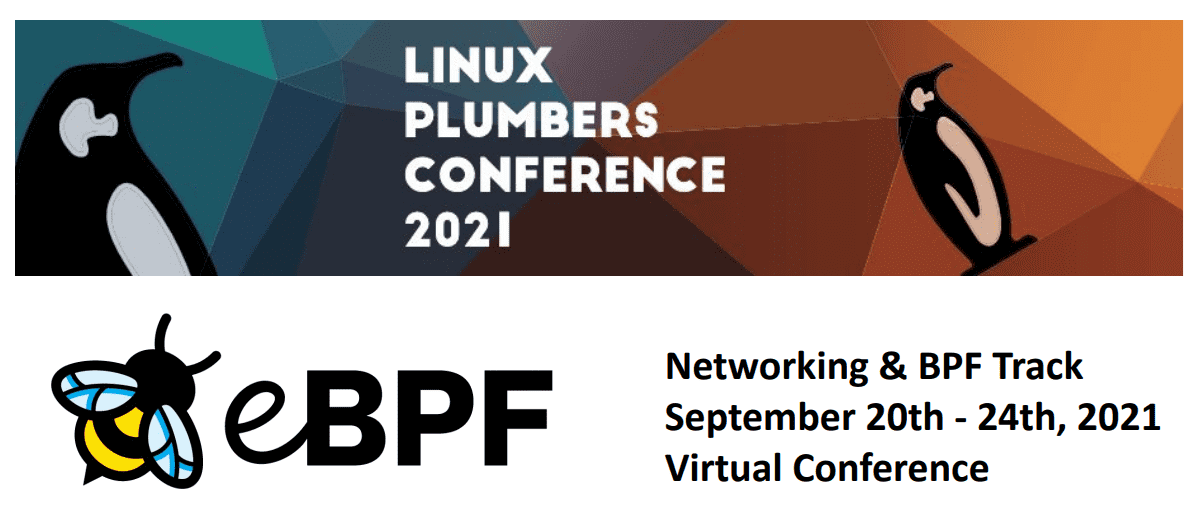 LINUX
PLUMBERS
CONFERENCE
2021
eBPF
Networking & BPF Track
September 20th - 24th, 2021
Virtual Conference